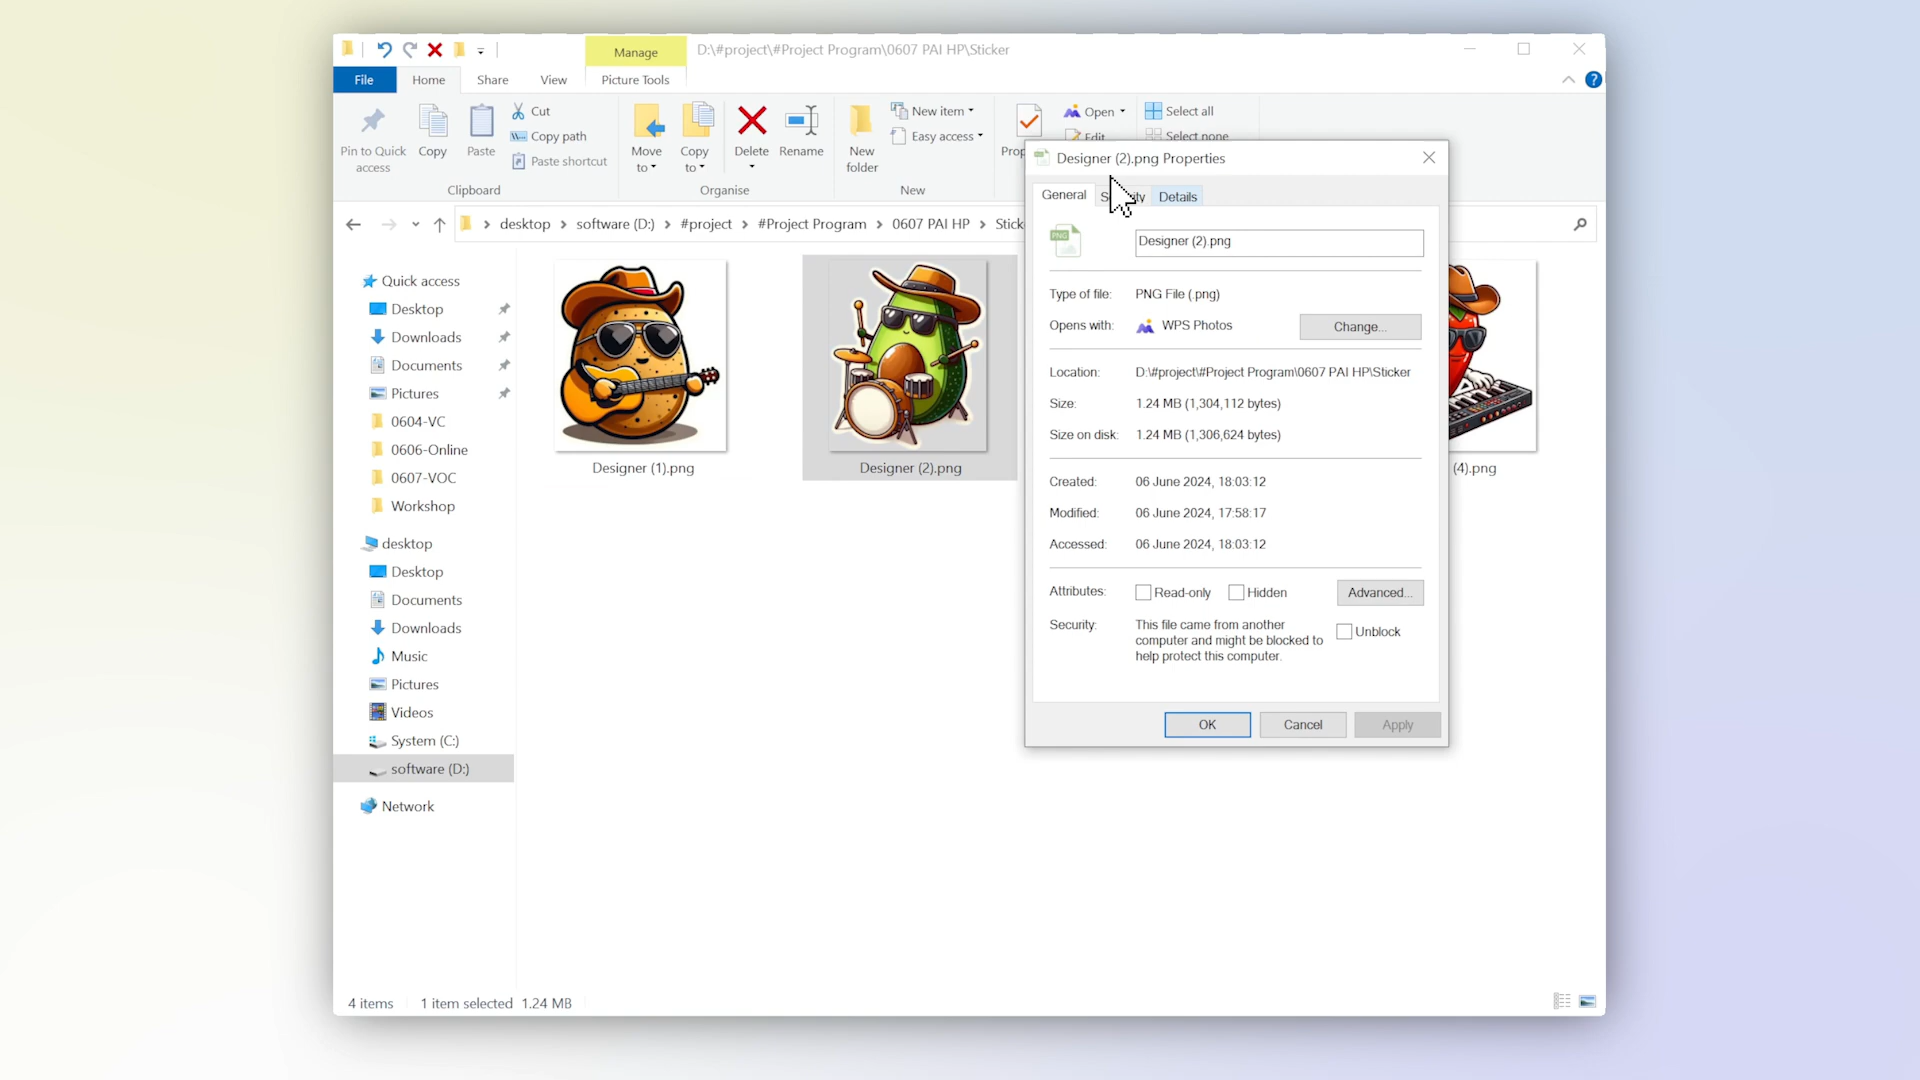 Manage
D:\#project\#Project Program\0607 PAI HP\Sticker
File
Home
Share
View
Picture Tools
Pin to Quick access
Copy
Paste
Cut
Copy path
Paste shortcut
Clipboard
Move to
Copy to
Delete
Rename
Organise
New folder
New item
Easy access
New
Open
Edit
Select all
Select none
desktop
software (D:)
#project
#Project Program
0607 PAI HP
Quick access
Desktop
Downloads
Documents
Pictures
0604-VC
0606-Online
0607-VOC
Workshop
desktop
Desktop
Documents
Downloads
Music
Pictures
Videos
System (C:)
software (D:)
Network
Designer (1).png
Designer (2).png
(4).png
Designer (2).png Properties
General
Details
PNG
Designer (2).png
Type of file: PNG File (.png)
Opens with: WPS Photos
Change...
Location: D:\#project\#Project Program\0607 PAI HP\Sticker
Size: 1.24 MB (1,304,112 bytes)
Size on disk: 1.24 MB (1,306,624 bytes)
Created: 06 June 2024, 18:03:12
Modified: 06 June 2024, 17:58:17
Accessed: 06 June 2024, 18:03:12
Attributes: Read-only Hidden
Advanced...
Security: This file came from another
computer and might be blocked to
help protect this computer.
Unblock
OK
Cancel
Apply
4 items
1 item selected 1.24 MB